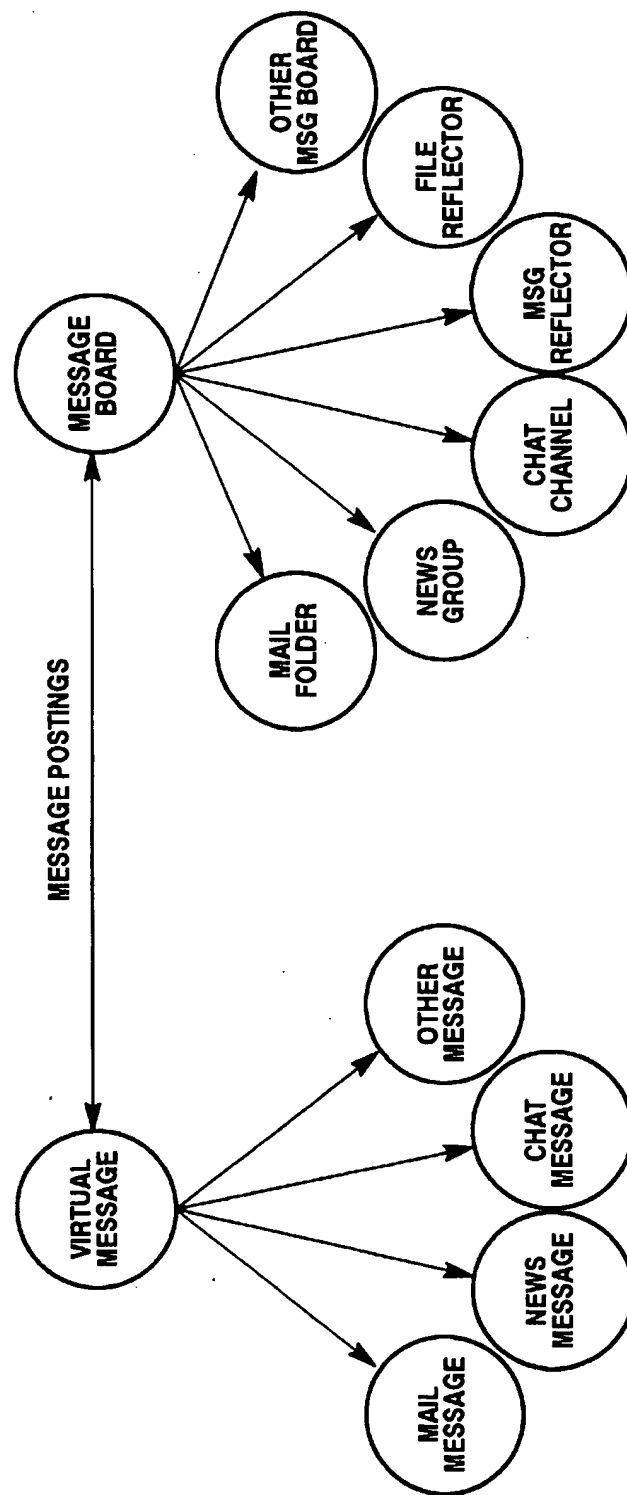 MESSAGE POSTINGS
VIRTUAL
MESSAGE
MAIL
MESSAGE
NEWS
MESSAGE
CHAT
MESSAGE
OTHER
MESSAGE
MESSAGE
BOARD
MAIL
FOLDER
NEWS
GROUP
CHAT
CHANNEL
MSG
REFLECTOR
FILE
REFLECTOR
OTHER
MSG BOARD